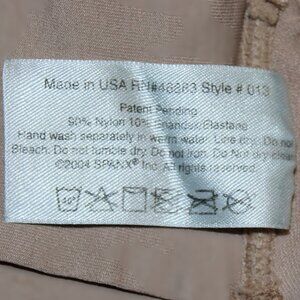 Made in USA RN#46863 Style # 013
Patent Pending
90% Nylon 10% Elastane
Hand wash separately in warm water. Line dry. Do not
Bleach. Do not tumble dry. Do not Iron. Do not Dry clean.
©2004 SPANX® Inc. All rights reserved.
40°